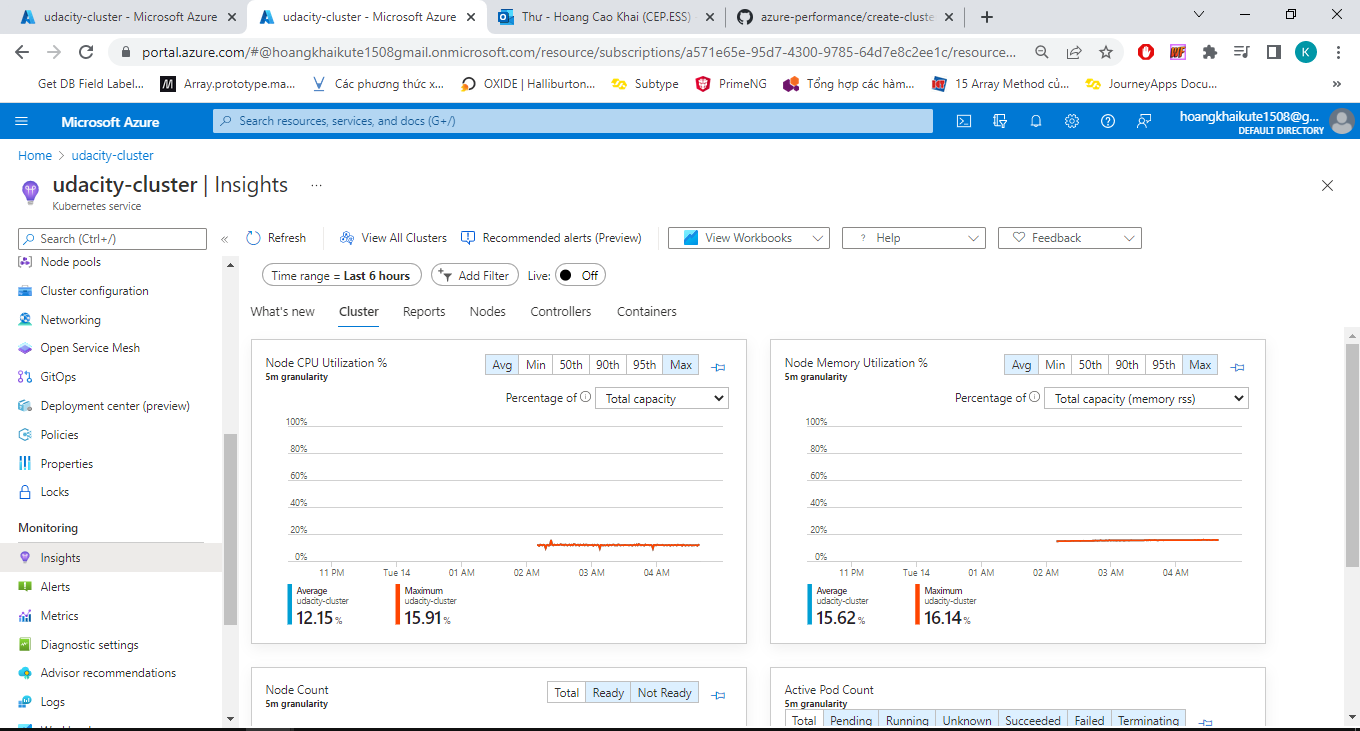 udacity-cluster - Microsoft Azure
udacity-cluster - Microsoft Azure
Thư - Hoang Cao Khai (CEP.ESS)
azure-performance/create-cluste
portal.azure.com/#@hoangkhaikute1508gmail.onmicrosoft.com/resource/subscriptions/a571e65e-95d7-4300-9785-64d7e8c2ee1c/resource...
K
Get DB Field Label...
Array.prototype.ma...
Các phương thức x...
OXIDE | Halliburton...
Subtype
PrimeNG
Tổng hợp các hàm...
15 Array Method củ...
JourneyApps Docu...
»
Microsoft Azure
Search resources, services, and docs (G+/)
hoangkhaikute1508@g...
DEFAULT DIRECTORY
Home > udacity-cluster
udacity-cluster | Insights ...
Kubernetes service
Search (Ctrl+/)
«
Refresh
View All Clusters
Recommended alerts (Preview)
View Workbooks
? Help
Feedback
Time range = Last 6 hours
Add Filter
Live: Off
Node pools
Cluster configuration
Networking
Open Service Mesh
GitOps
Deployment center (preview)
Policies
Properties
Locks
Monitoring
Insights
Alerts
Metrics
Diagnostic settings
Advisor recommendations
Logs
What's new
Cluster
Reports
Nodes
Controllers
Containers
Node CPU Utilization %
5m granularity
Avg Min 50th 90th 95th Max
Percentage of Total capacity
100%
80%
60%
40%
20%
0%
11 PM Tue 14 01 AM 02 AM 03 AM 04 AM
Average
udacity-cluster
12.15 %
Maximum
udacity-cluster
15.91 %
Node Memory Utilization %
5m granularity
Avg Min 50th 90th 95th Max
Percentage of Total capacity (memory rss)
100%
80%
60%
40%
20%
0%
11 PM Tue 14 01 AM 02 AM 03 AM 04 AM
Average
udacity-cluster
15.62 %
Maximum
udacity-cluster
16.14 %
Node Count
5m granularity
Total Ready Not Ready
Active Pod Count
5m granularity
Total Pending Running Unknown Succeeded Failed Terminating